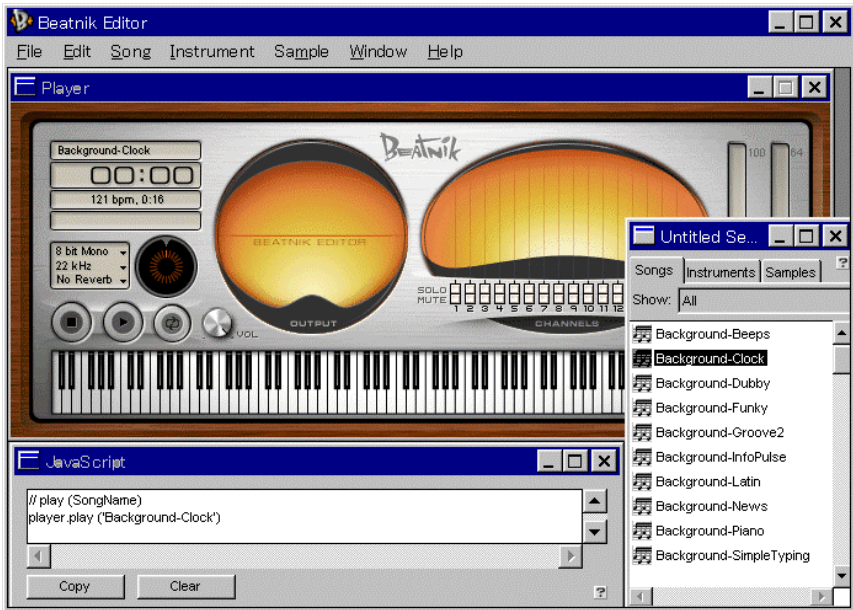 Beatnik Editor
File Edit Song Instrument Sample Window Help
Player
Background-Clock
00:00
121 bpm, 0:16
8 bit Mono
22 kHz
No Reverb
VOL
BEATNIK EDITOR
OUTPUT
Beatnik
100 64
SOLO
MUTE
1 2 3 4 5 6 7 8 9 10 11 12
CHANNELS
Untitled Se...
Songs Instruments Samples ?
Show: All
Background-Beeps
Background-Clock
Background-Dubby
Background-Funky
Background-Groove2
Background-InfoPulse
Background-Latin
Background-News
Background-Piano
Background-SimpleTyping
JavaScript
// play (SongName)
player.play ('Background-Clock')
Copy Clear ?